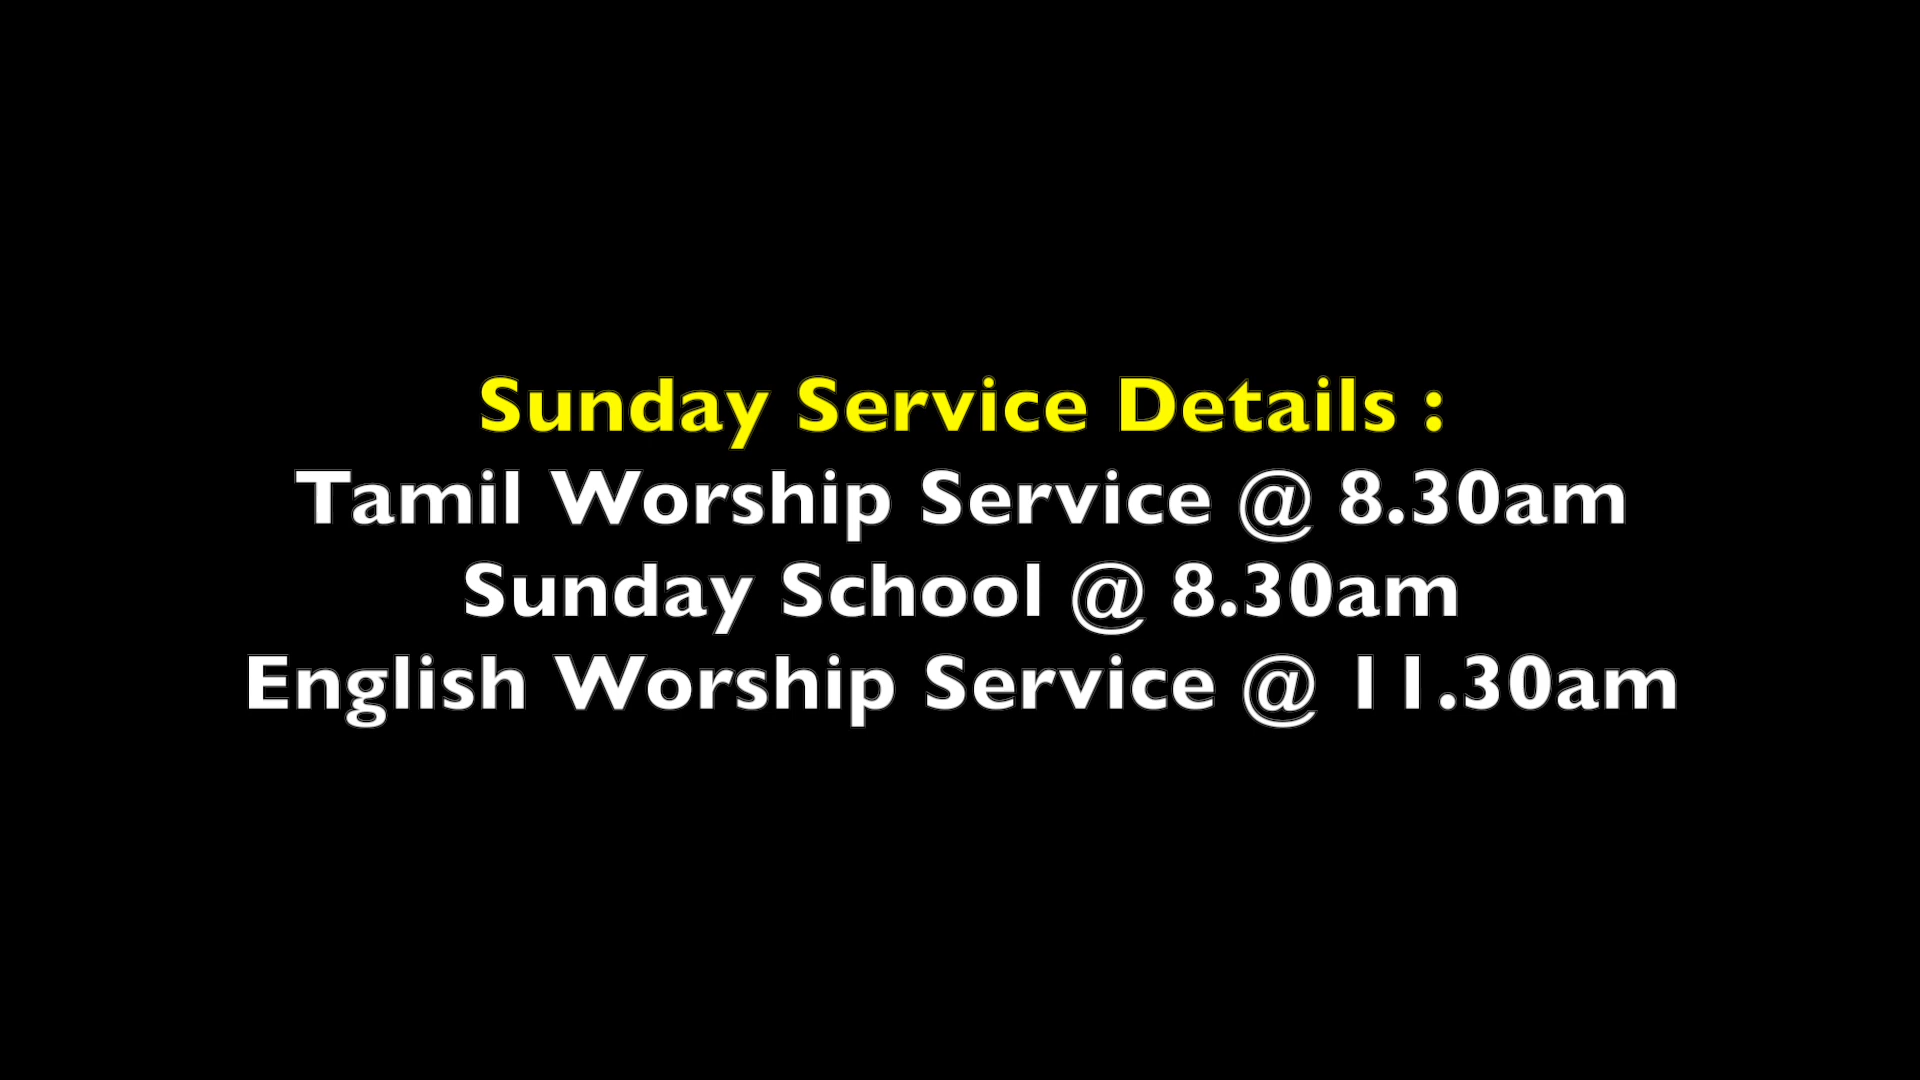 Sunday Service Details :
Tamil Worship Service @ 8.30am
Sunday School @ 8.30am
English Worship Service @ 11.30am